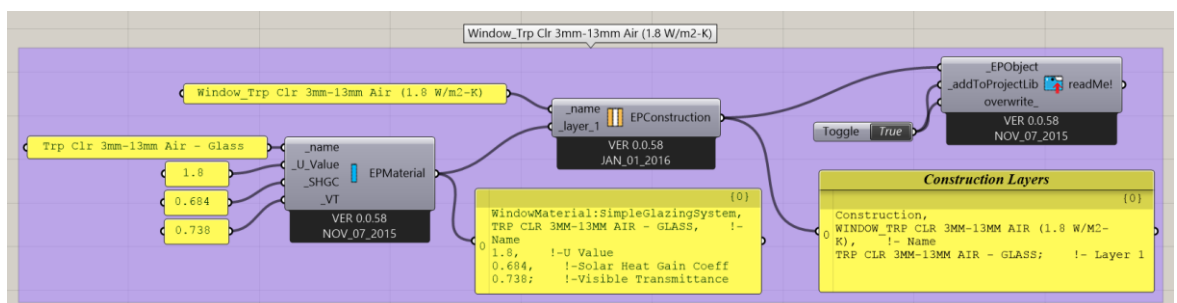 Window_Trp Clr 3mm-13mm Air (1.8 W/m2-K)
Window_Trp Clr 3mm-13mm Air (1.8 W/m2-K)
_name
_layer_1
EPConstruction
VER 0.0.58
JAN_01_2016
_EPObject
_addToProjectLib
overwrite_
readMe!
VER 0.0.58
NOV_07_2015
Toggle True
Trp Clr 3mm-13mm Air - Glass
1.8
0.684
0.738
_name
_U_Value
_SHGC
_VT
EPMaterial
VER 0.0.58
NOV_07_2015
{0}
0
WindowMaterial:SimpleGlazingSystem,
TRP CLR 3MM-13MM AIR - GLASS, !-
Name
1.8, !-U Value
0.684, !-Solar Heat Gain Coeff
0.738; !-Visible Transmittance
Construction Layers
{0}
0
Construction,
WINDOW_TRP CLR 3MM-13MM AIR (1.8 W/M2-
K), !- Name
TRP CLR 3MM-13MM AIR - GLASS; !- Layer 1